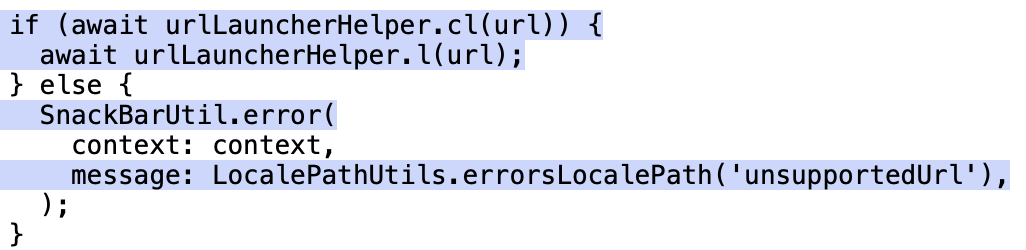 if (await urlLauncherHelper.cl(url)) {
  await urlLauncherHelper.l(url);
} else {
  SnackBarUtil.error(
    context: context,
    message: LocalePathUtils.errorsLocalePath('unsupportedUrl'),
  );
}